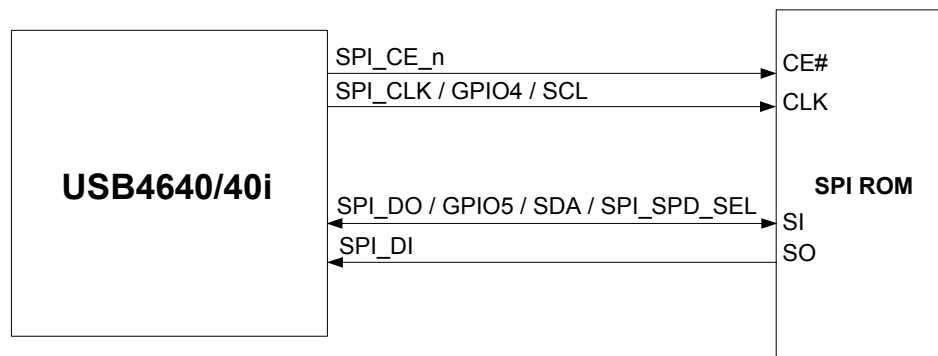 SPI_CE_n
CE#
SPI_CLK / GPIO4 / SCL
CLK
USB4640/40i
SPI ROM
SPI_DO / GPIO5 / SDA / SPI_SPD_SEL
SI
SPI_DI
SO